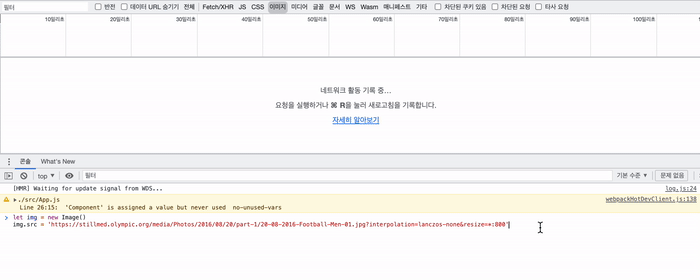 필터 반전 데이터 URL 숨기기 전체 Fetch/XHR JS CSS 이미지 미디어 글꼴 문서 WS Wasm 매니페스트 기타 차단된 쿠키 있음 차단된 요청 타사 요청
10밀리초 20밀리초 30밀리초 40밀리초 50밀리초 60밀리초 70밀리초 80밀리초 90밀리초 100밀리초
네트워크 활동 기록 중...
요청을 실행하거나 ⌘ R을 눌러 새로고침을 기록합니다.
자세히 알아보기
콘솔 What's New
top ▼ 필터 기본 수준 ▼ 문제 없음
[HMR] Waiting for update signal from WDS... log.js:24
▶./src/App.js webpackHotDevClient.js:138
Line 26:15: 'Component' is assigned a value but never used no-unused-vars
> let img = new Image()
img.src = 'https://stillmed.olympic.org/media/Photos/2016/08/20/part-1/20-08-2016-Football-Men-01.jpg?interpolation=lanczos-none&resize=*:800'